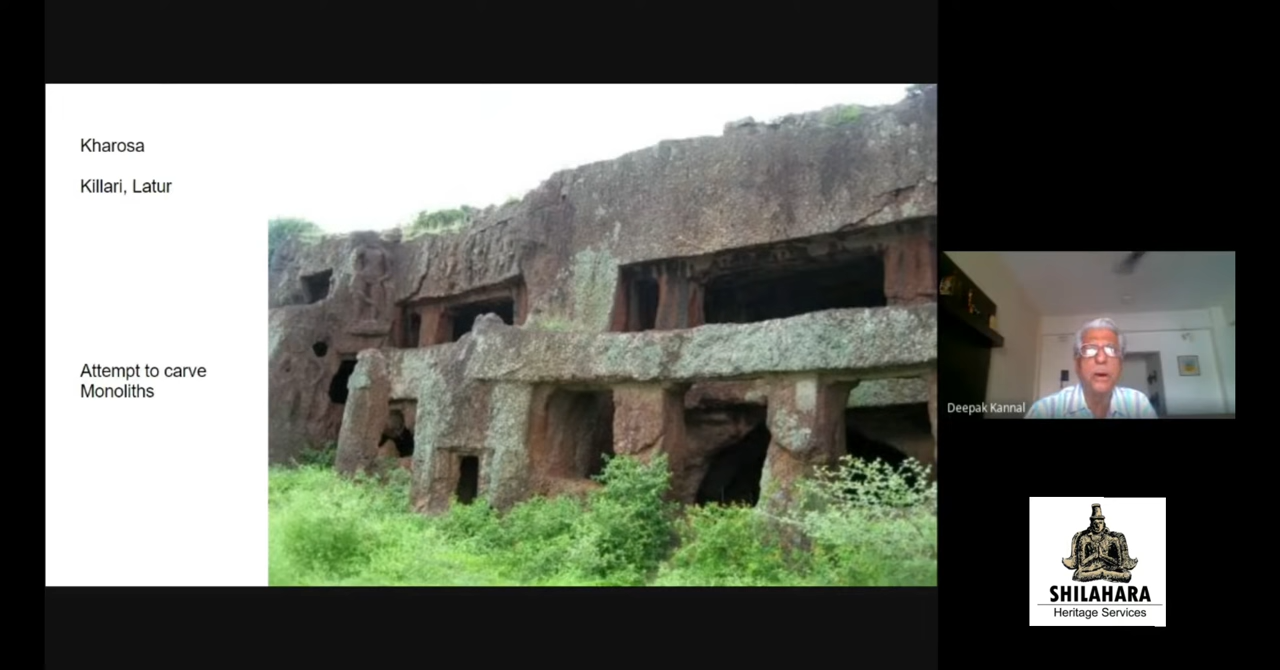 Kharosa
Killari, Latur
Attempt to carve
Monoliths
Deepak Kannal
SHILAHARA
Heritage Services